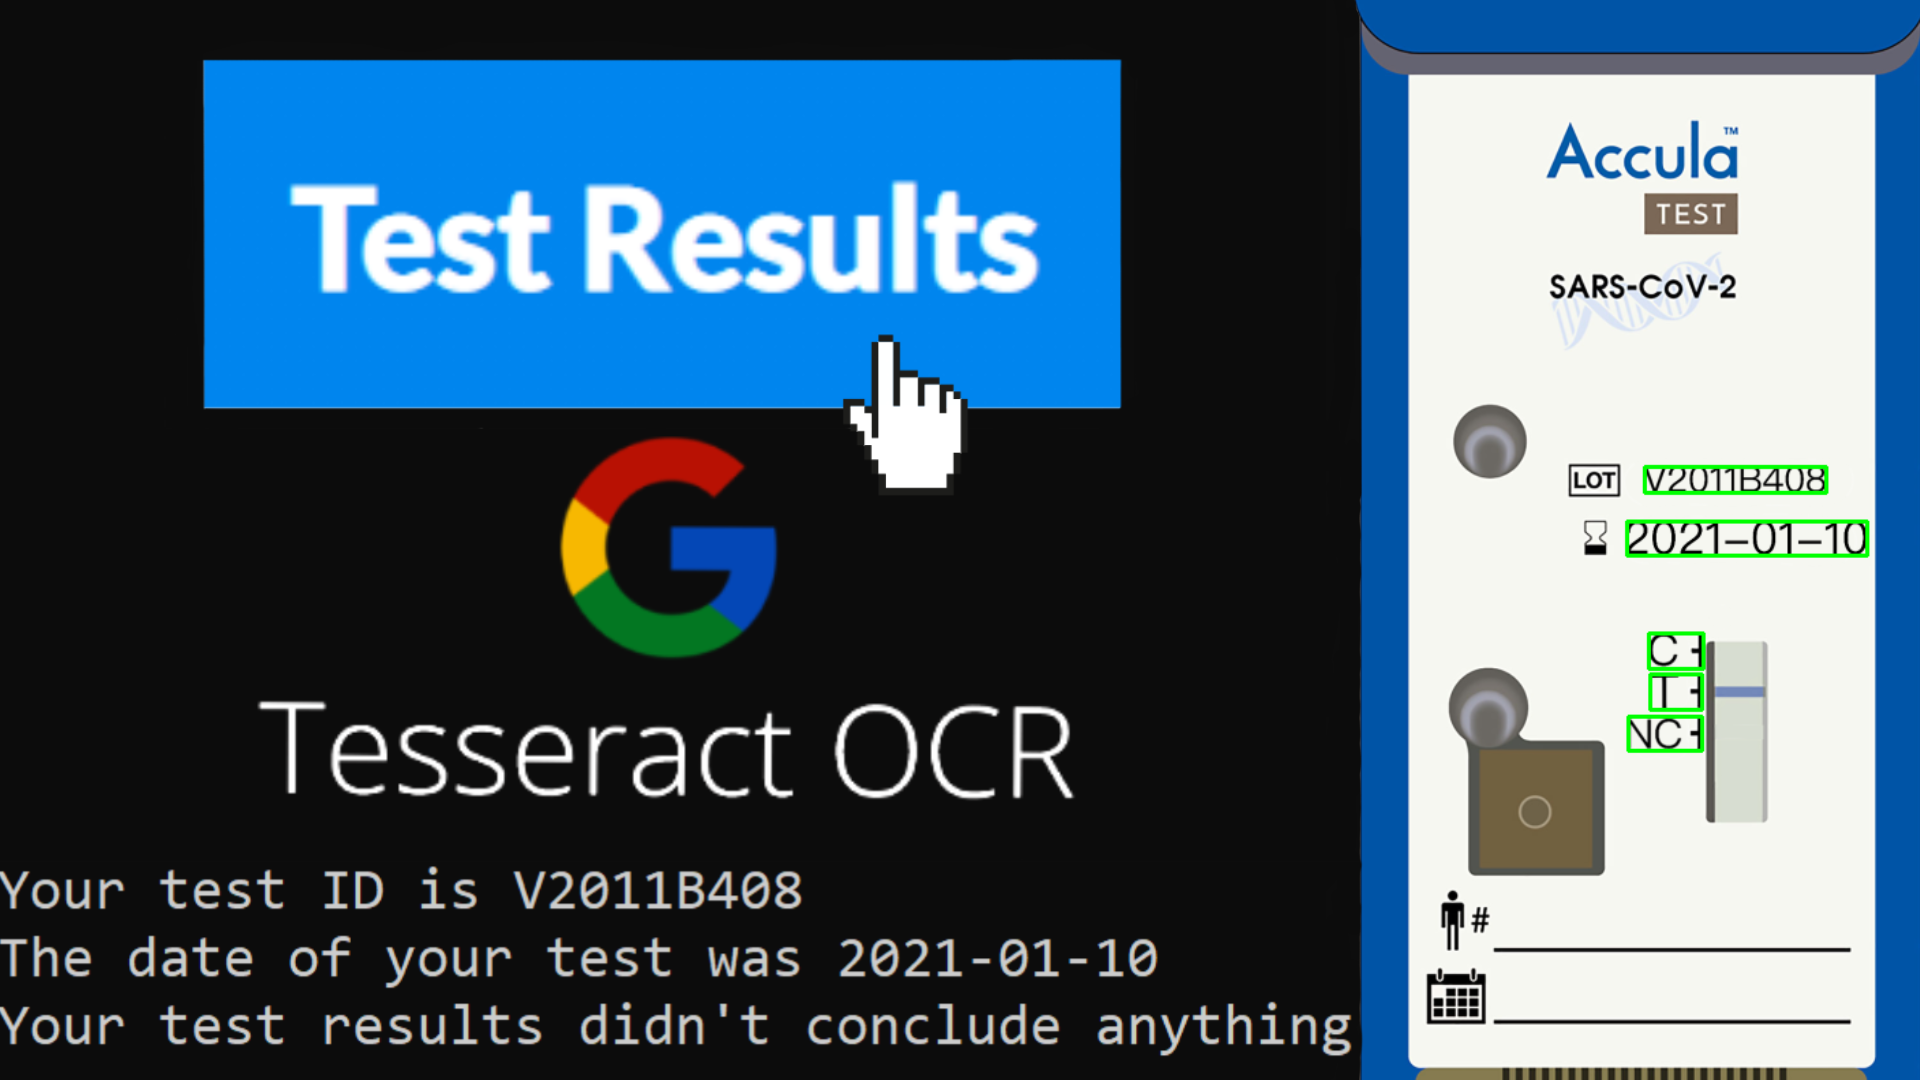 Test Results
Tesseract OCR
Your test ID is V2011B408
The date of your test was 2021-01-10
Your test results didn't conclude anything
Accula™
TEST
SARS-CoV-2
LOT V2011B408
2021-01-10
C -
T -
NC -
#